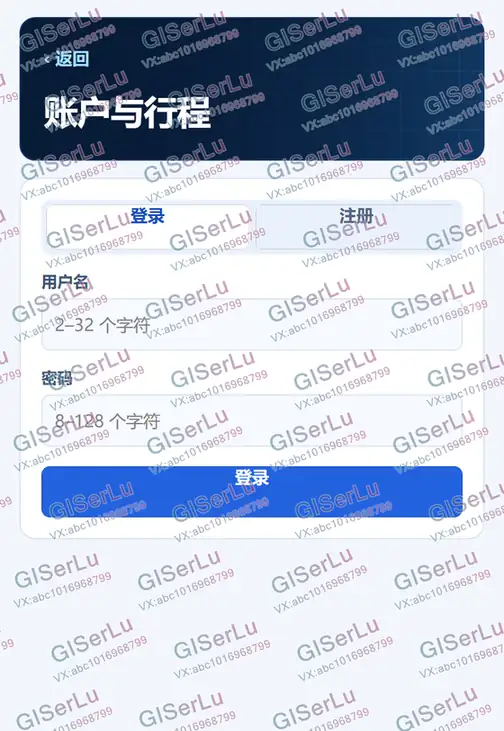 ‹ 返回
账户与行程
登录 注册
用户名
2–32 个字符
密码
8–128 个字符
登录
GISerLu
VX:abc1016968799